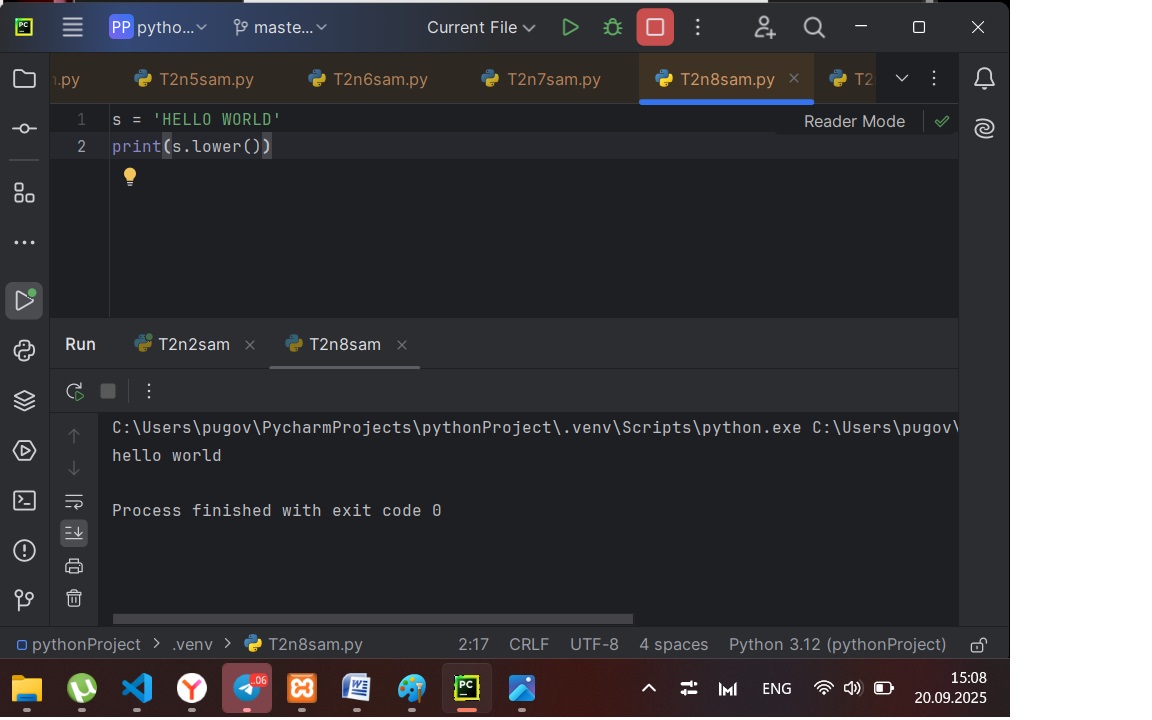 PC
PP pytho...
maste...
Current File
.py
T2n5sam.py
T2n6sam.py
T2n7sam.py
T2n8sam.py
T2
1 s = 'HELLO WORLD'
Reader Mode
2 print(s.lower())
Run
T2n2sam
T2n8sam
C:\Users\pugov\PycharmProjects\pythonProject\.venv\Scripts\python.exe C:\Users\pugov\
hello world
Process finished with exit code 0
pythonProject > .venv > T2n8sam.py
2:17 CRLF UTF-8 4 spaces Python 3.12 (pythonProject)
.06
PC
ENG
15:08
20.09.2025